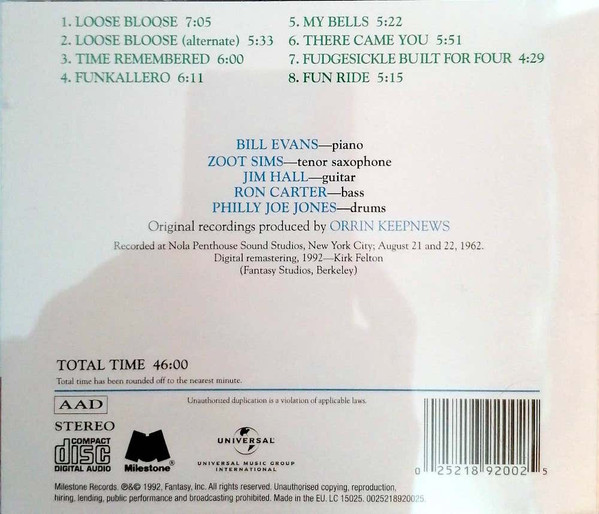 1. LOOSE BLOOSE 7:05
2. LOOSE BLOOSE (alternate) 5:33
3. TIME REMEMBERED 6:00
4. FUNKALLERO 6:11
5. MY BELLS 5:22
6. THERE CAME YOU 5:51
7. FUDGESICKLE BUILT FOR FOUR 4:29
8. FUN RIDE 5:15
BILL EVANS—piano
ZOOT SIMS—tenor saxophone
JIM HALL—guitar
RON CARTER—bass
PHILLY JOE JONES—drums
Original recordings produced by ORRIN KEEPNEWS
Recorded at Nola Penthouse Sound Studios, New York City; August 21 and 22, 1962.
Digital remastering, 1992—Kirk Felton
(Fantasy Studios, Berkeley)
TOTAL TIME 46:00
Total time has been rounded off to the nearest minute.
AAD
Unauthorized duplication is a violation of applicable laws.
STEREO
COMPACT
disc
DIGITAL AUDIO
Milestone®
UNIVERSAL
UNIVERSAL MUSIC GROUP
INTERNATIONAL
0 25218 92002 5
Milestone Records. ℗&© 1992, Fantasy, Inc. All rights reserved. Unauthorised copying, reproduction,
hiring, lending, public performance and broadcasting prohibited. Made in the EU. LC 15025. 0025218920025.